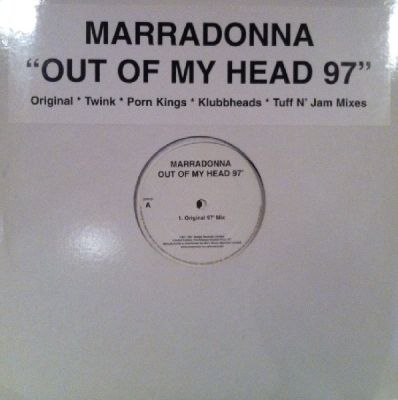 MARRADONNA
“OUT OF MY HEAD 97”
Original * Twink * Porn Kings * Klubbheads * Tuff N' Jam Mixes
MARRADONNA
OUT OF MY HEAD 97'
A
1. Original 97' Mix